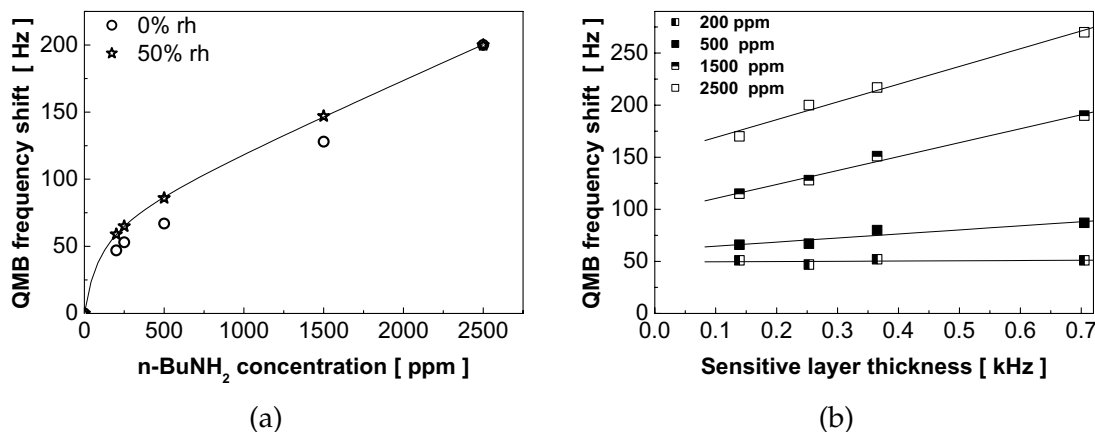 QMB frequency shift [ Hz ]
0% rh
50% rh
200
150
100
50
0
0 500 1000 1500 2000 2500
n-BuNH₂ concentration [ ppm ]
(a)
QMB frequency shift [ Hz ]
200 ppm
500 ppm
1500 ppm
2500 ppm
250
200
150
100
50
0
0.0 0.1 0.2 0.3 0.4 0.5 0.6 0.7
Sensitive layer thickness [ kHz ]
(b)